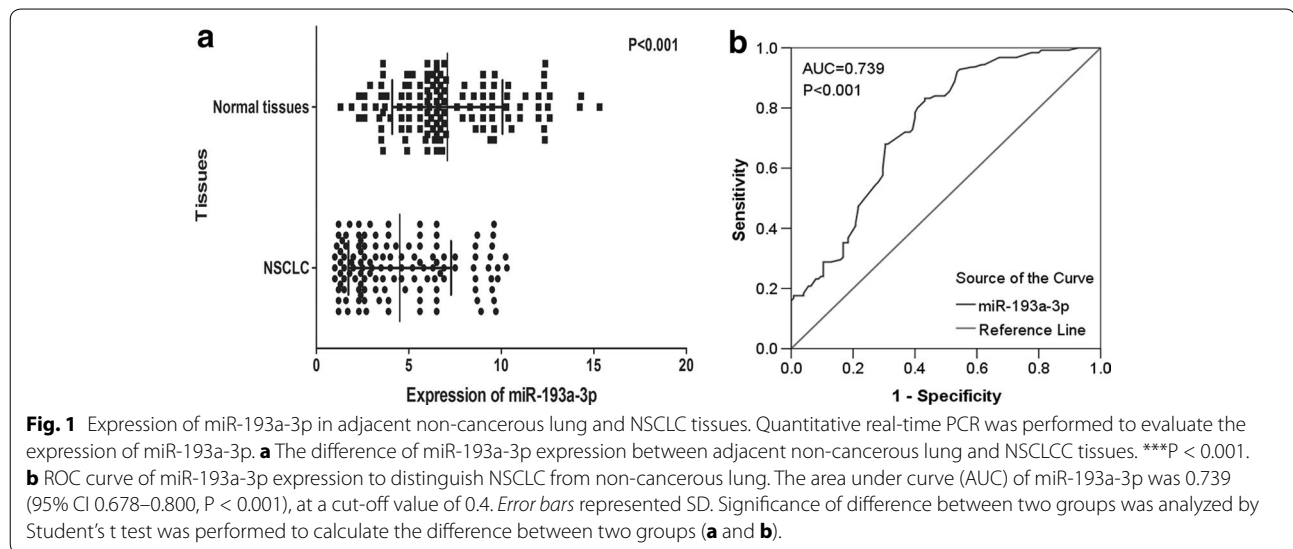 a
P<0.001
Normal tissues
Tissues
NSCLC
0 5 10 15 20
Expression of miR-193a-3p
b
1.0
AUC=0.739
P<0.001
0.8
0.6
Sensitivity
0.4
0.2
0.0
Source of the Curve
miR-193a-3p
Reference Line
0.0 0.2 0.4 0.6 0.8 1.0
1 - Specificity
Fig. 1 Expression of miR-193a-3p in adjacent non-cancerous lung and NSCLC tissues. Quantitative real-time PCR was performed to evaluate the
expression of miR-193a-3p. a The difference of miR-193a-3p expression between adjacent non-cancerous lung and NSCLCC tissues. ***P < 0.001.
b ROC curve of miR-193a-3p expression to distinguish NSCLC from non-cancerous lung. The area under curve (AUC) of miR-193a-3p was 0.739
(95% CI 0.678–0.800, P < 0.001), at a cut-off value of 0.4. Error bars represented SD. Significance of difference between two groups was analyzed by
Student's t test was performed to calculate the difference between two groups (a and b).